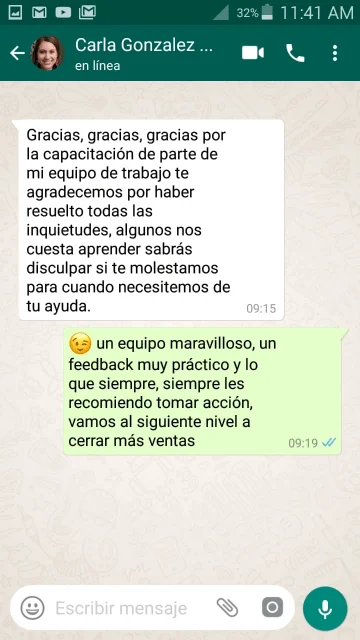 32% 11:41 AM
Carla Gonzalez ...
en línea
Gracias, gracias, gracias por
la capacitación de parte de
mi equipo de trabajo te
agradecemos por haber
resuelto todas las
inquietudes, algunos nos
cuesta aprender sabrás
disculpar si te molestamos
para cuando necesitemos de
tu ayuda.
09:15
😉 un equipo maravilloso, un
feedback muy práctico y lo
que siempre, siempre les
recomiendo tomar acción,
vamos al siguiente nivel a
cerrar más ventas
09:19
Escribir mensaje